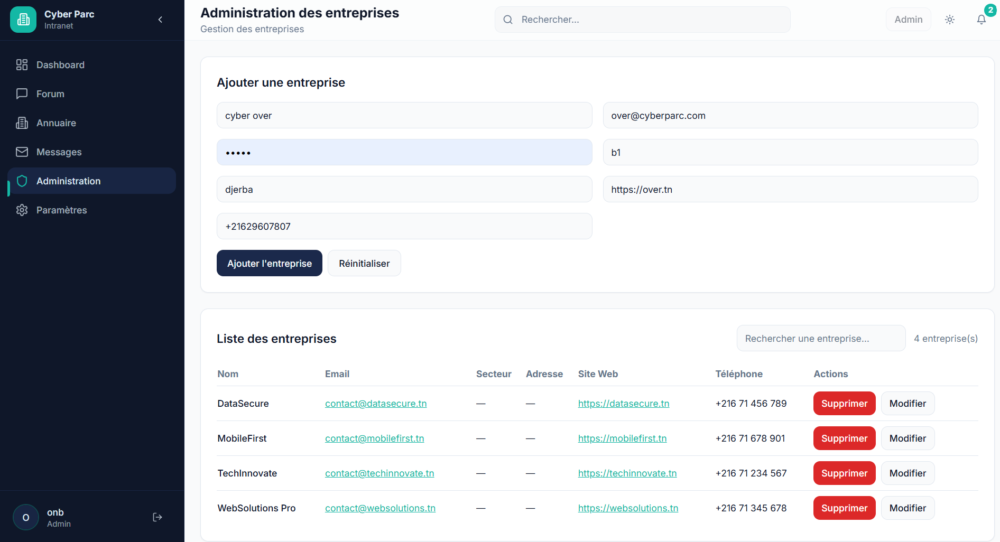 Cyber Parc
Intranet
Dashboard
Forum
Annuaire
Messages
Administration
Paramètres
O
onb
Admin
Administration des entreprises
Gestion des entreprises
Rechercher...
Admin
2
Ajouter une entreprise
cyber over
over@cyberparc.com
•••••
b1
djerba
https://over.tn
+21629607807
Ajouter l'entreprise
Réinitialiser
Liste des entreprises
Rechercher une entreprise...
4 entreprise(s)
Nom Email Secteur Adresse Site Web Téléphone Actions
DataSecure contact@datasecure.tn — — https://datasecure.tn +216 71 456 789 Supprimer Modifier
MobileFirst contact@mobilefirst.tn — — https://mobilefirst.tn +216 71 678 901 Supprimer Modifier
TechInnovate contact@techinnovate.tn — — https://techinnovate.tn +216 71 234 567 Supprimer Modifier
WebSolutions Pro contact@websolutions.tn — — https://websolutions.tn +216 71 345 678 Supprimer Modifier